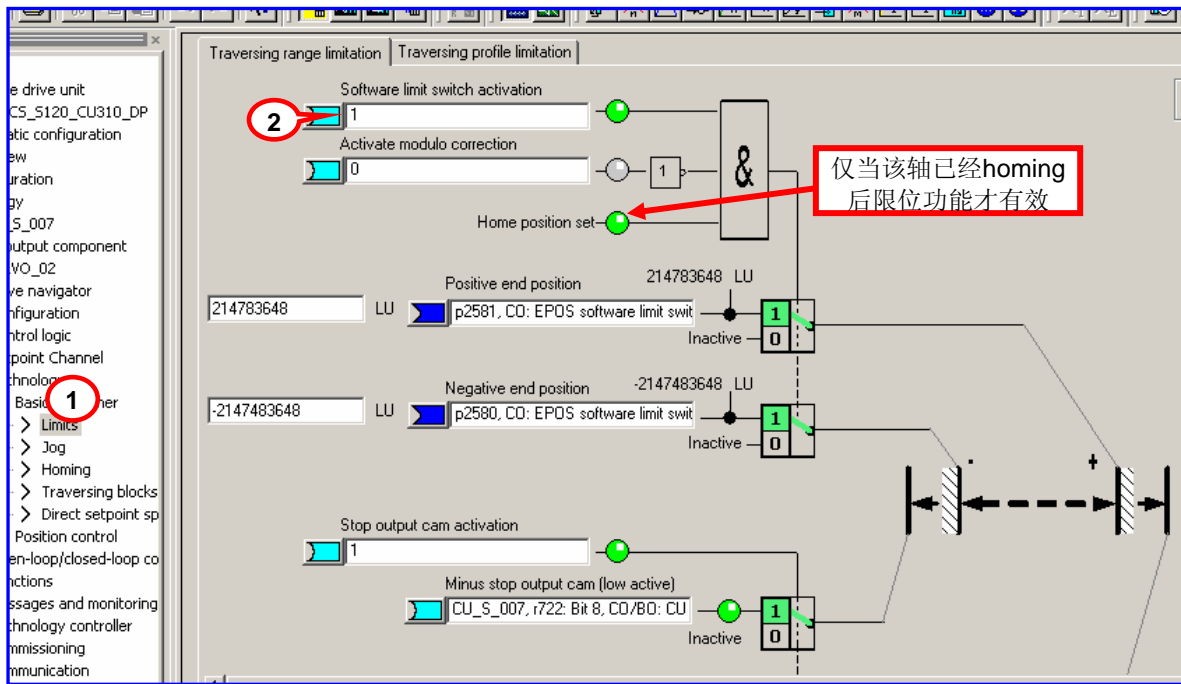 Traversing range limitation Traversing profile limitation
e drive unit
CS_S120_CU310_DP
atic configuration
ew
uration
gy
_S_007
output component
VO_02
ve navigator
nfiguration
ntrol logic
tpoint Channel
chnology
Basic ner
Limits
Jog
Homing
Traversing blocks
Direct setpoint sp
Position control
en-loop/closed-loop co
nctions
ssages and monitoring
chnology controller
mmissioning
mmunication
1
2
Software limit switch activation
1
Activate modulo correction
0
1
&
Home position set
仅当该轴已经homing
后限位功能才有效
Positive end position
214783648 LU
214783648 LU
p2581, CO: EPOS software limit swit
1
Inactive
0
Negative end position
-2147483648 LU
-2147483648 LU
p2580, CO: EPOS software limit swit
1
Inactive
0
- +
Stop output cam activation
1
Minus stop output cam (low active)
CU_S_007, r722: Bit 8, CO/BO: CU
1
Inactive
0